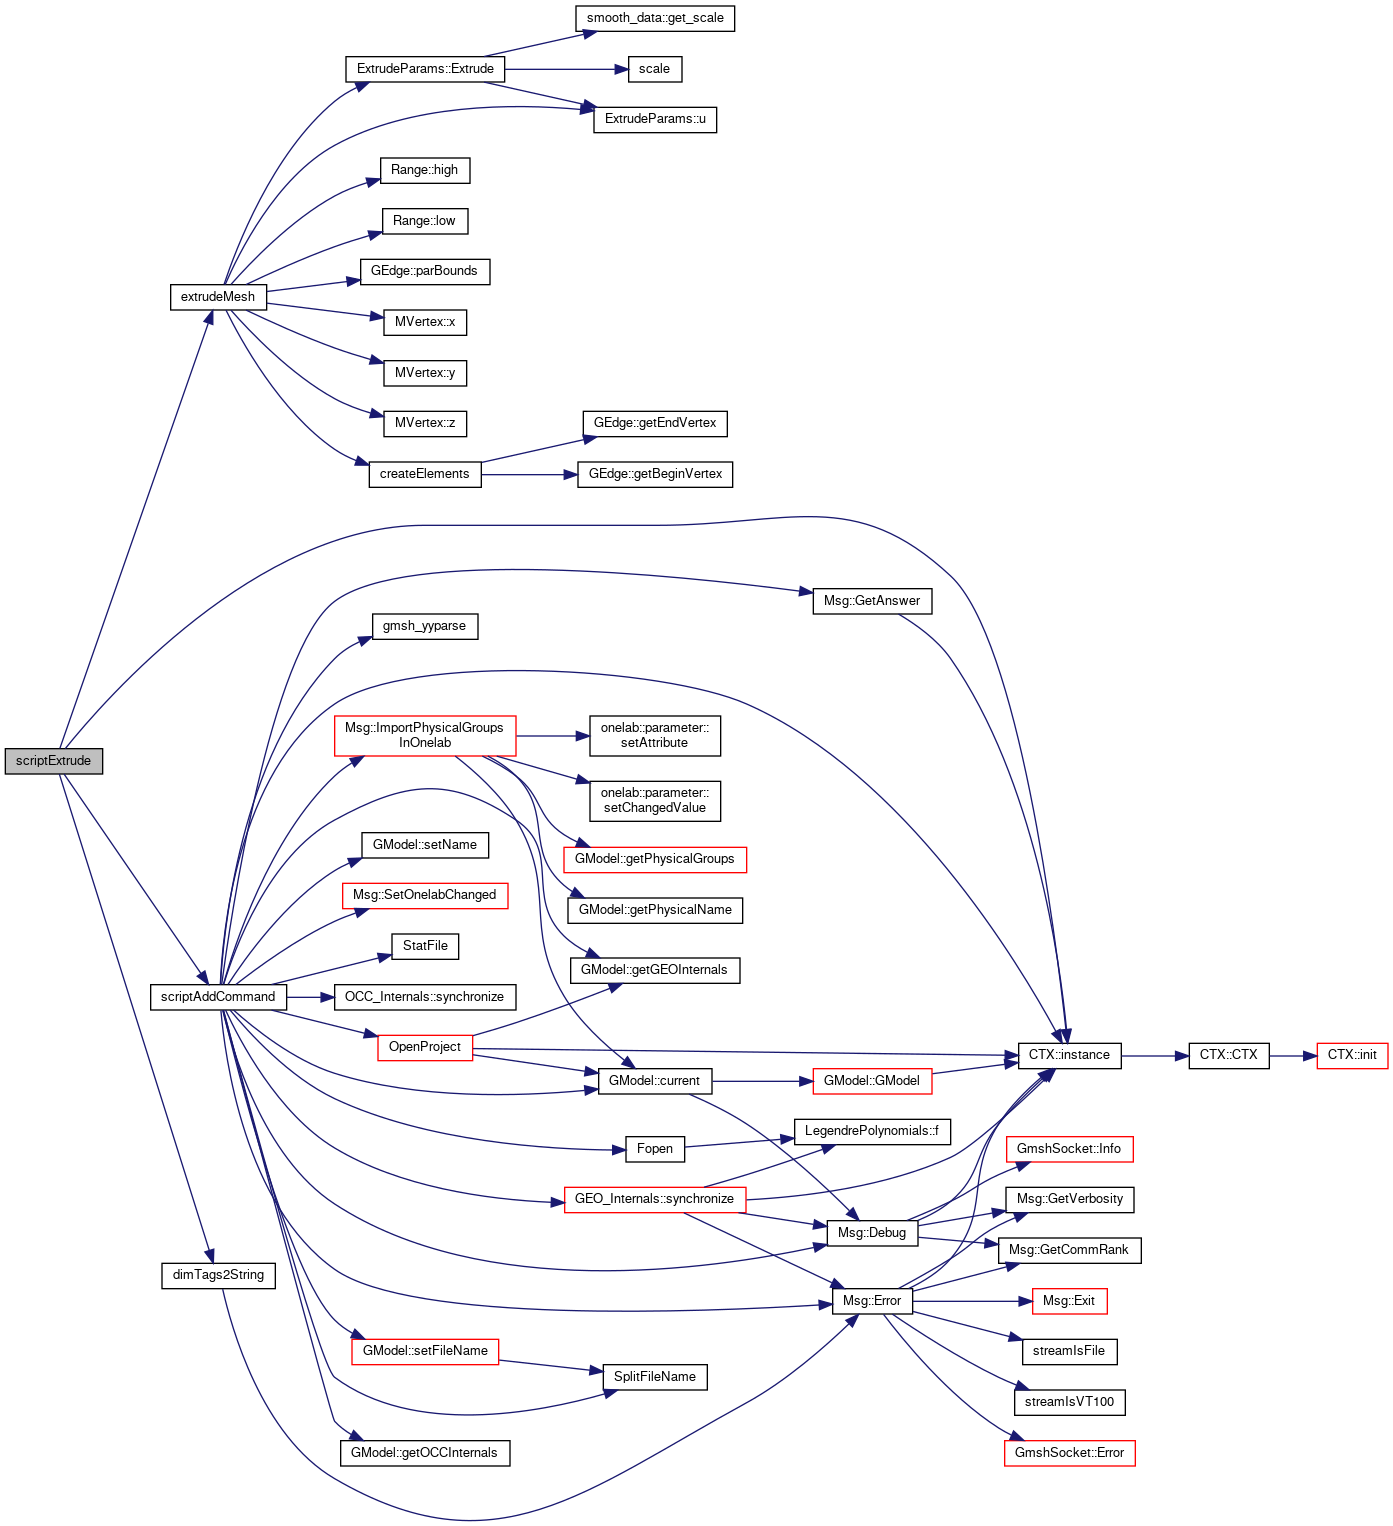 smooth_data::get_scale
ExtrudeParams::Extrude
scale
ExtrudeParams::u
Range::high
Range::low
GEdge::parBounds
extrudeMesh
MVertex::x
MVertex::y
MVertex::z
GEdge::getEndVertex
createElements
GEdge::getBeginVertex
Msg::GetAnswer
gmsh_yyparse
Msg::ImportPhysicalGroups
InOnelab
onelab::parameter::
setAttribute
scriptExtrude
onelab::parameter::
setChangedValue
GModel::setName
GModel::getPhysicalGroups
Msg::SetOnelabChanged
GModel::getPhysicalName
StatFile
GModel::getGEOInternals
scriptAddCommand
OCC_Internals::synchronize
OpenProject
CTX::instance
CTX::CTX
CTX::init
GModel::current
GModel::GModel
LegendrePolynomials::f
Fopen
GmshSocket::Info
GEO_Internals::synchronize
Msg::GetVerbosity
Msg::Debug
Msg::GetCommRank
dimTags2String
Msg::Error
Msg::Exit
GModel::setFileName
streamIsFile
SplitFileName
streamIsVT100
GModel::getOCCInternals
GmshSocket::Error